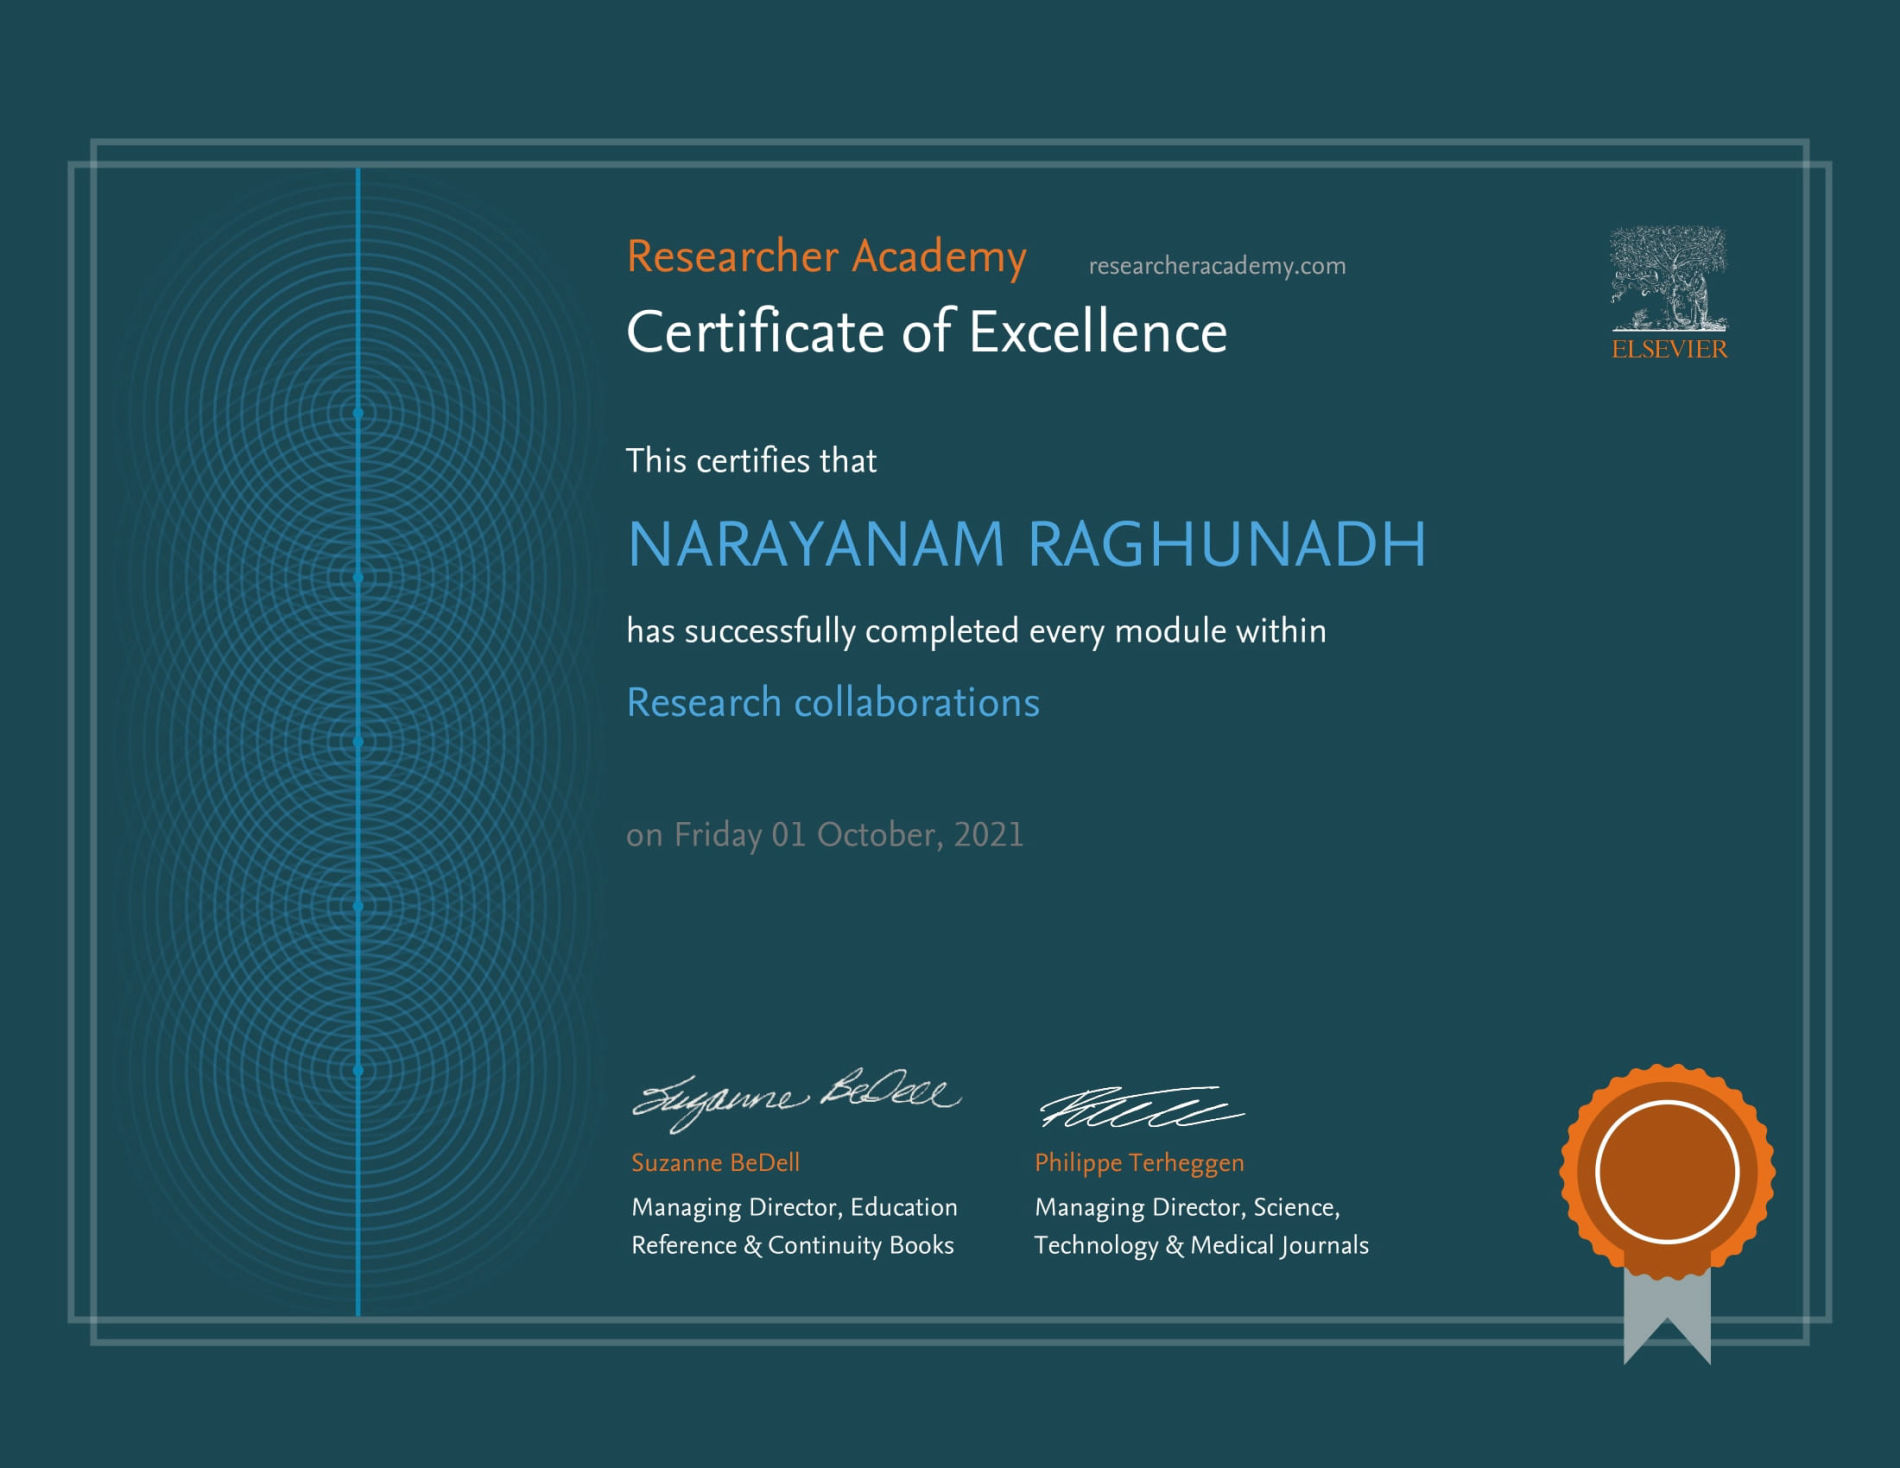 Researcher Academy researcheracademy.com
Certificate of Excellence
ELSEVIER
This certifies that
NARAYANAM RAGHUNADH
has successfully completed every module within
Research collaborations
on Friday 01 October, 2021
Suzanne BeDell
Suzanne BeDell
Managing Director, Education
Reference & Continuity Books
Philippe Terheggen
Managing Director, Science,
Technology & Medical Journals